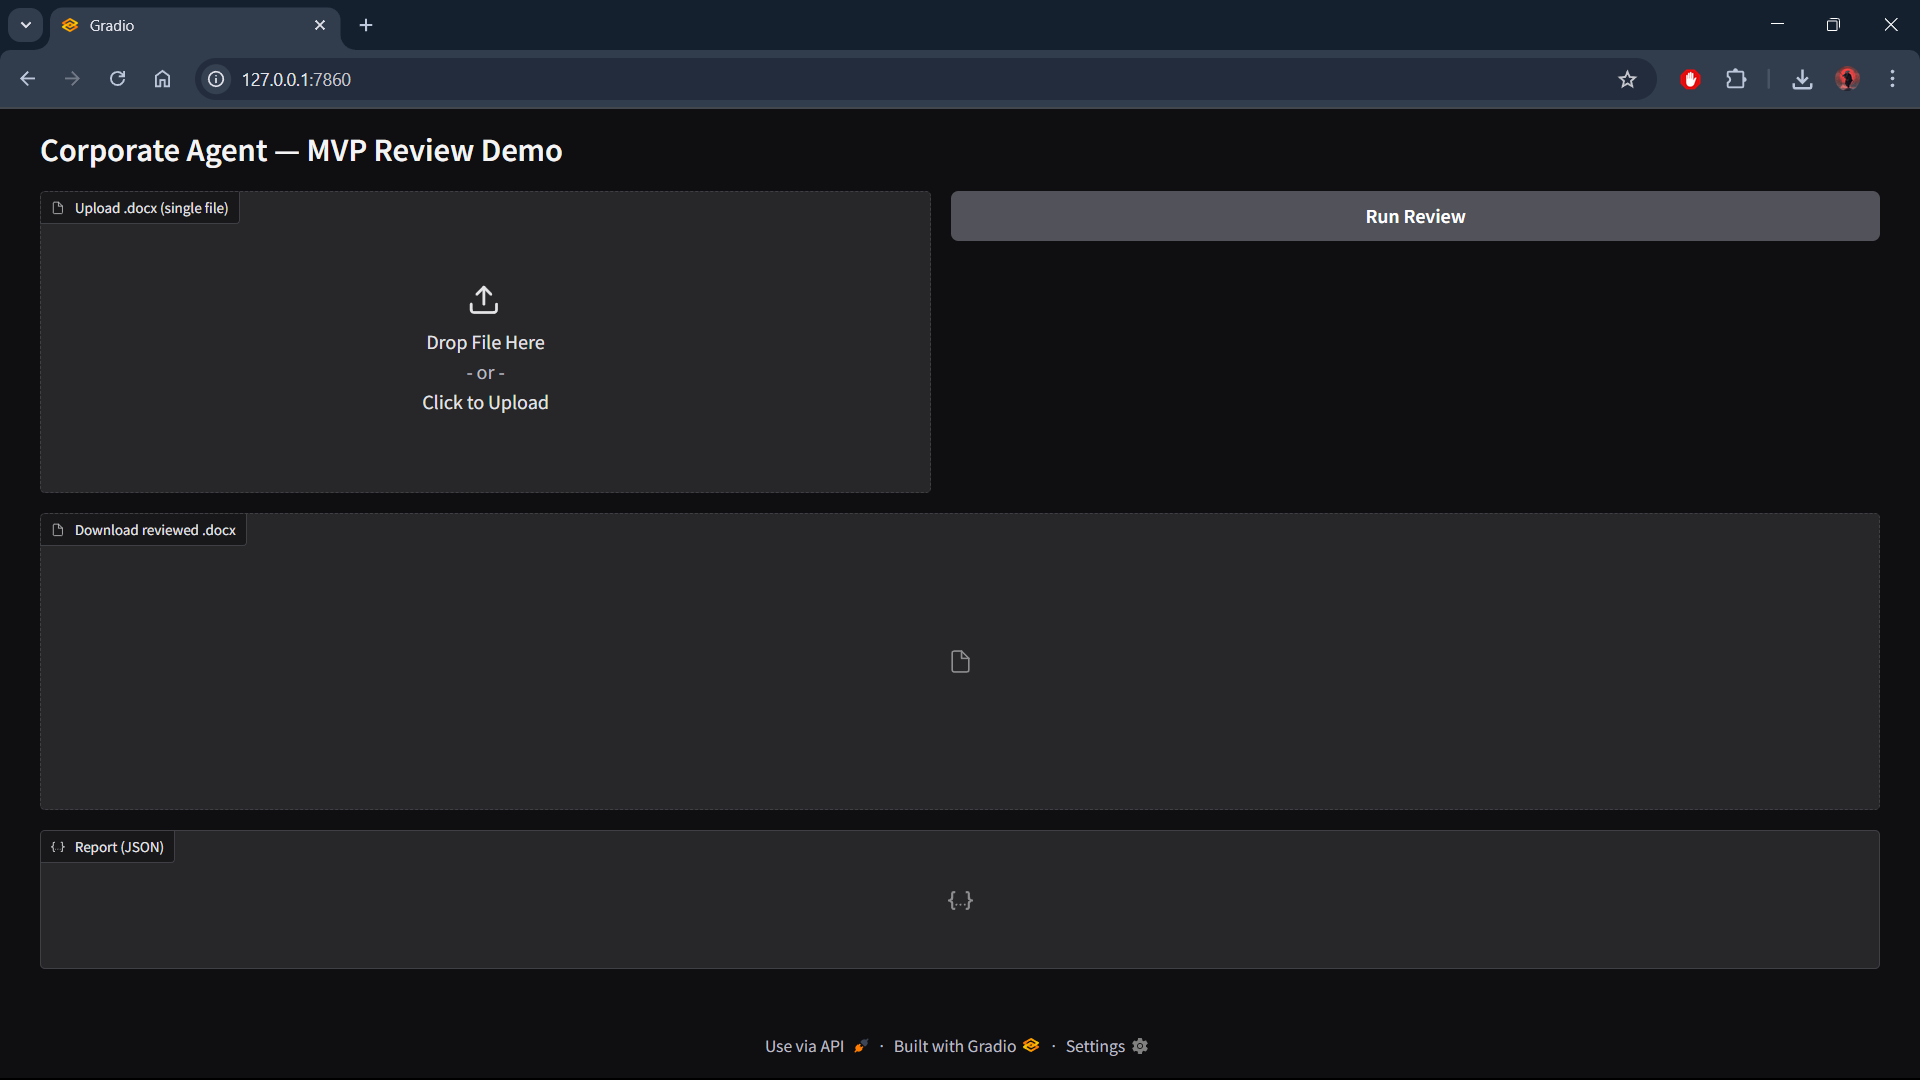 Gradio
127.0.0.1:7860
Corporate Agent — MVP Review Demo
Upload .docx (single file)
Run Review
Drop File Here
- or -
Click to Upload
Download reviewed .docx
{..} Report (JSON)
{...}
Use via API · Built with Gradio · Settings